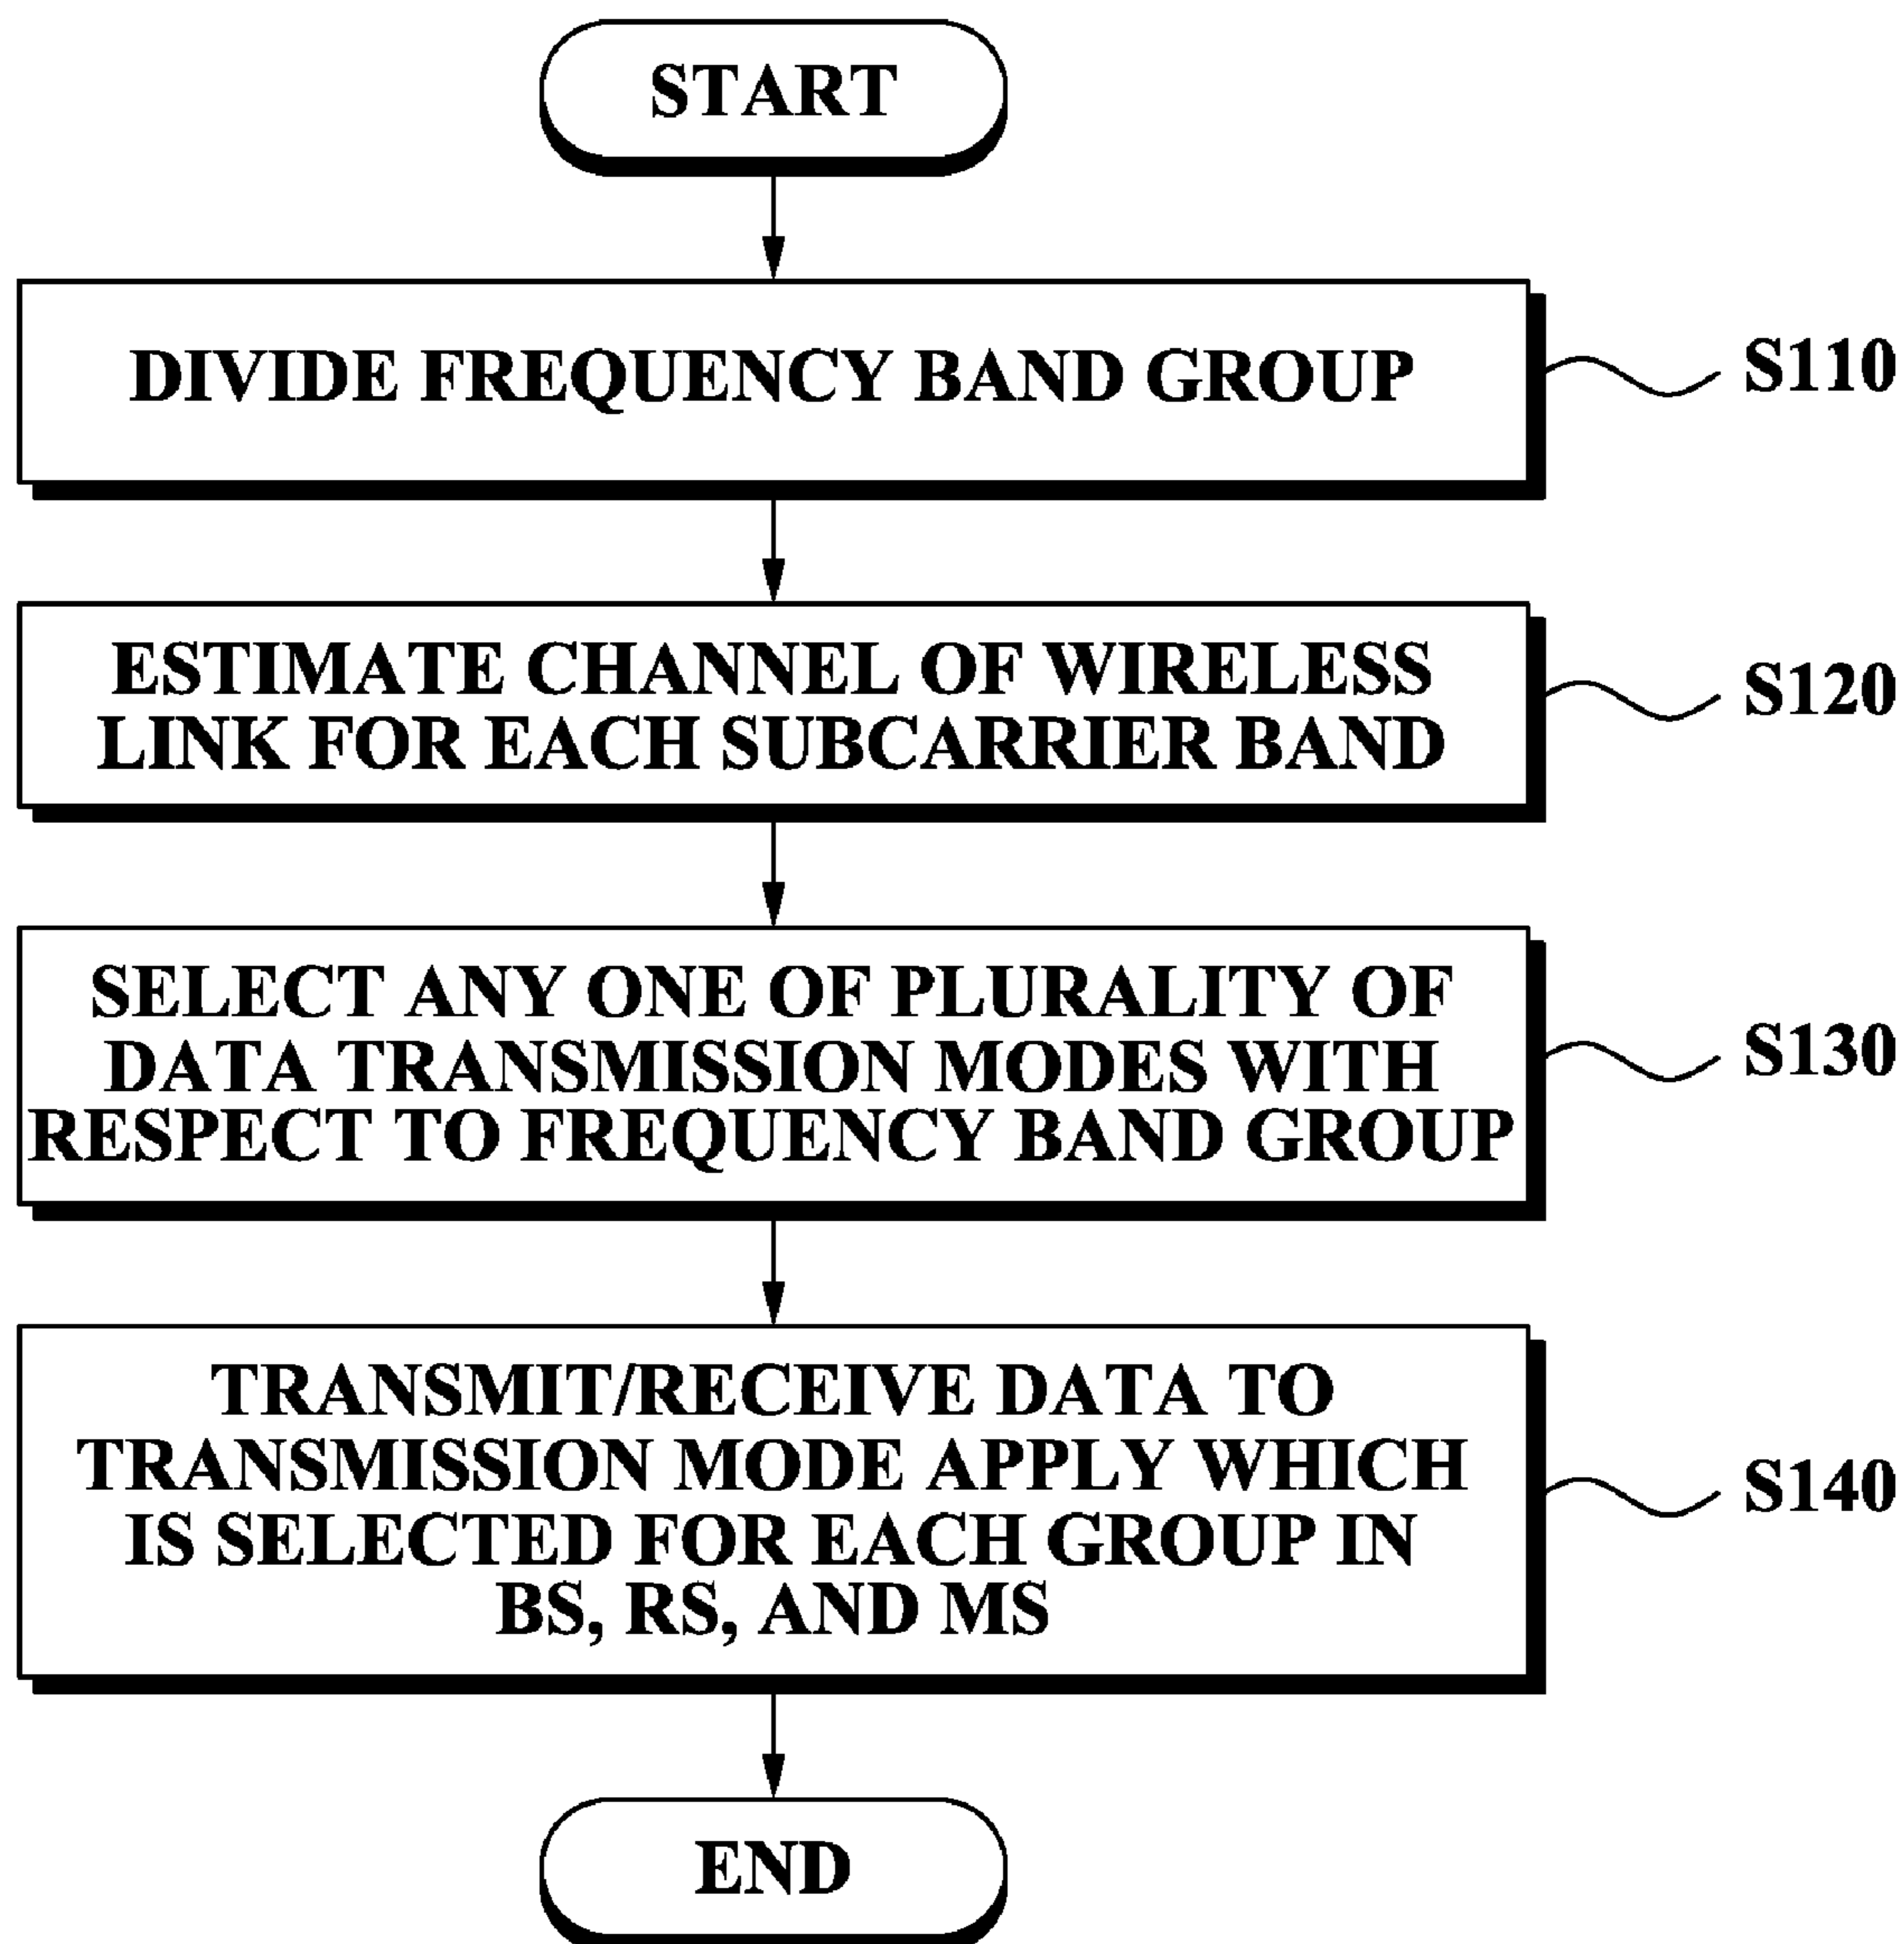 START
DIVIDE FREQUENCY BAND GROUP
S110
ESTIMATE CHANNEL OF WIRELESS
LINK FOR EACH SUBCARRIER BAND
S120
SELECT ANY ONE OF PLURALITY OF
DATA TRANSMISSION MODES WITH
RESPECT TO FREQUENCY BAND GROUP
S130
TRANSMIT/RECEIVE DATA TO
TRANSMISSION MODE APPLY WHICH
IS SELECTED FOR EACH GROUP IN
BS, RS, AND MS
S140
END